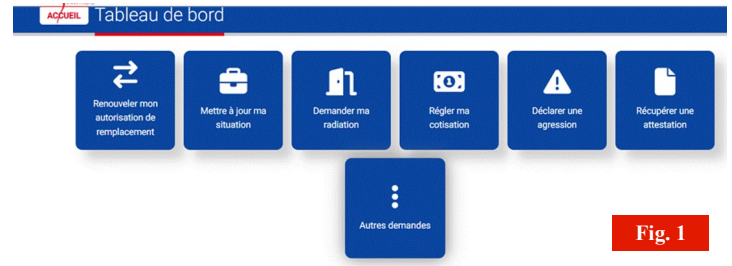 ACCUEIL Tableau de bord
Renouveler mon
autorisation de
remplacement
Mettre à jour ma
situation
Demander ma
radiation
Régler ma
cotisation
Déclarer une
agression
Récupérer une
attestation
Autres demandes
Fig. 1